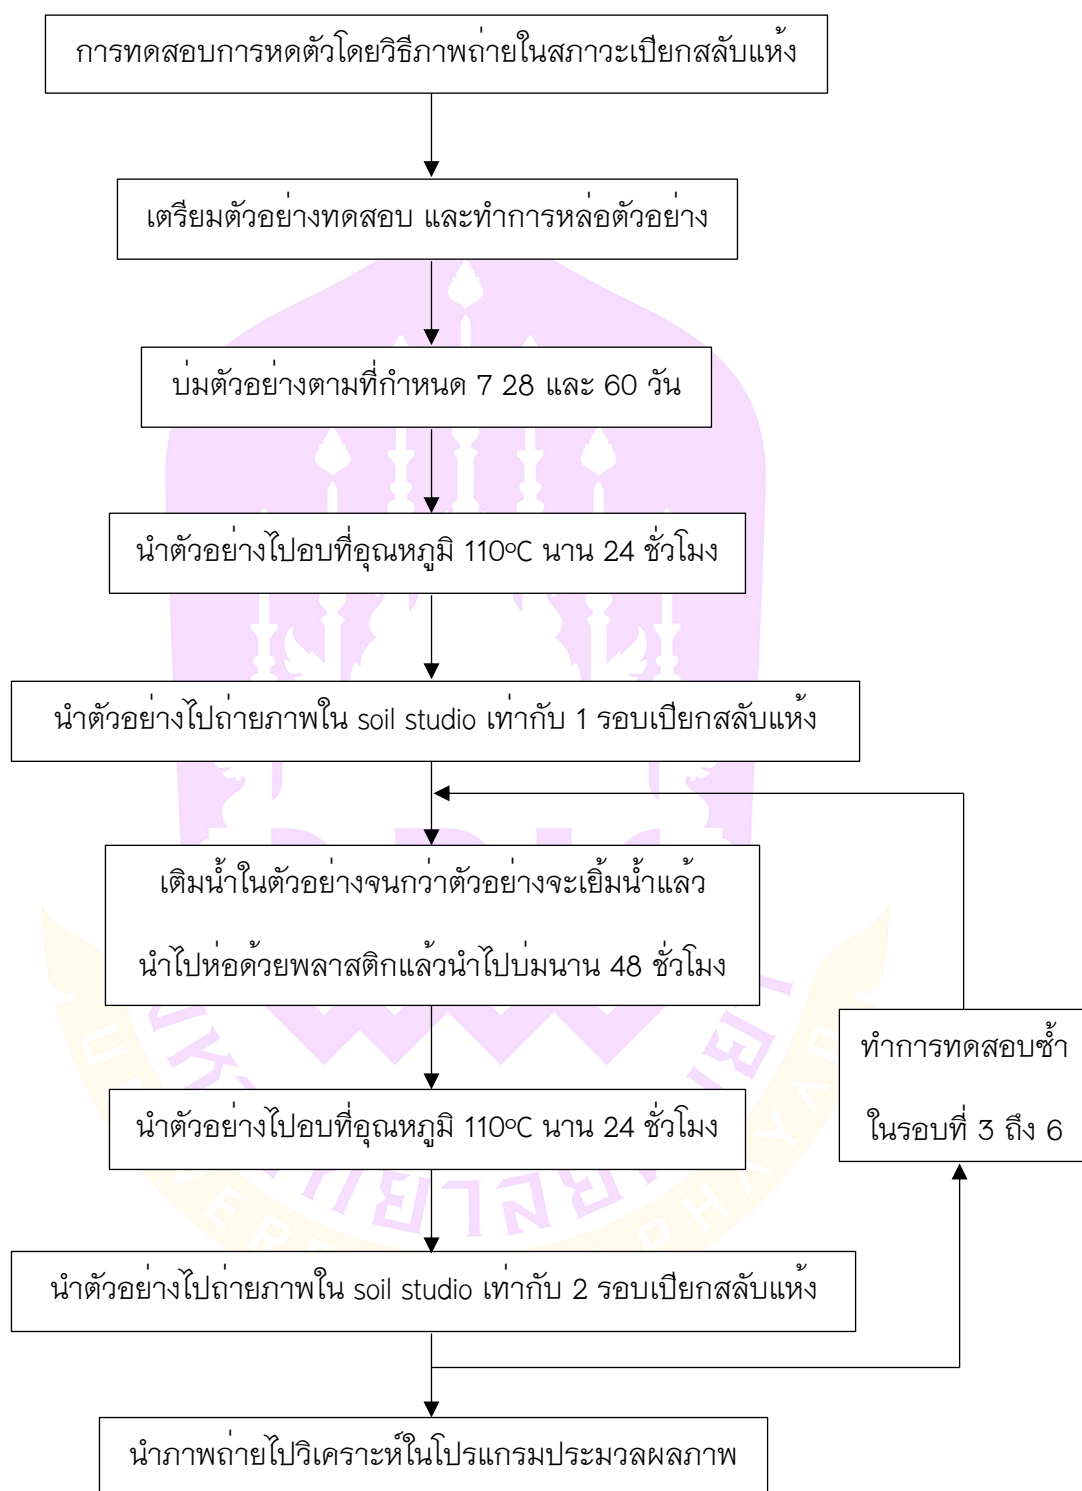 การทดสอบการหดตัวโดยวิธีภาพถ่ายในสภาวะเปียกสลับแห้ง
เตรียมตัวอย่างทดสอบ และทำการหล่อตัวอย่าง
บ่มตัวอย่างตามที่กำหนด 7 28 และ 60 วัน
นำตัวอย่างไปอบที่อุณหภูมิ 110°C นาน 24 ชั่วโมง
นำตัวอย่างไปถ่ายภาพใน soil studio เท่ากับ 1 รอบเปียกสลับแห้ง
เติมน้ำในตัวอย่างจนกว่าตัวอย่างจะเยิ้มน้ำแล้ว
นำไปห่อด้วยพลาสติกแล้วนำไปบ่มนาน 48 ชั่วโมง
ทำการทดสอบซ้ำ
ในรอบที่ 3 ถึง 6
นำตัวอย่างไปอบที่อุณหภูมิ 110°C นาน 24 ชั่วโมง
นำตัวอย่างไปถ่ายภาพใน soil studio เท่ากับ 2 รอบเปียกสลับแห้ง
นำภาพถ่ายไปวิเคราะห์ในโปรแกรมประมวลผลภาพ